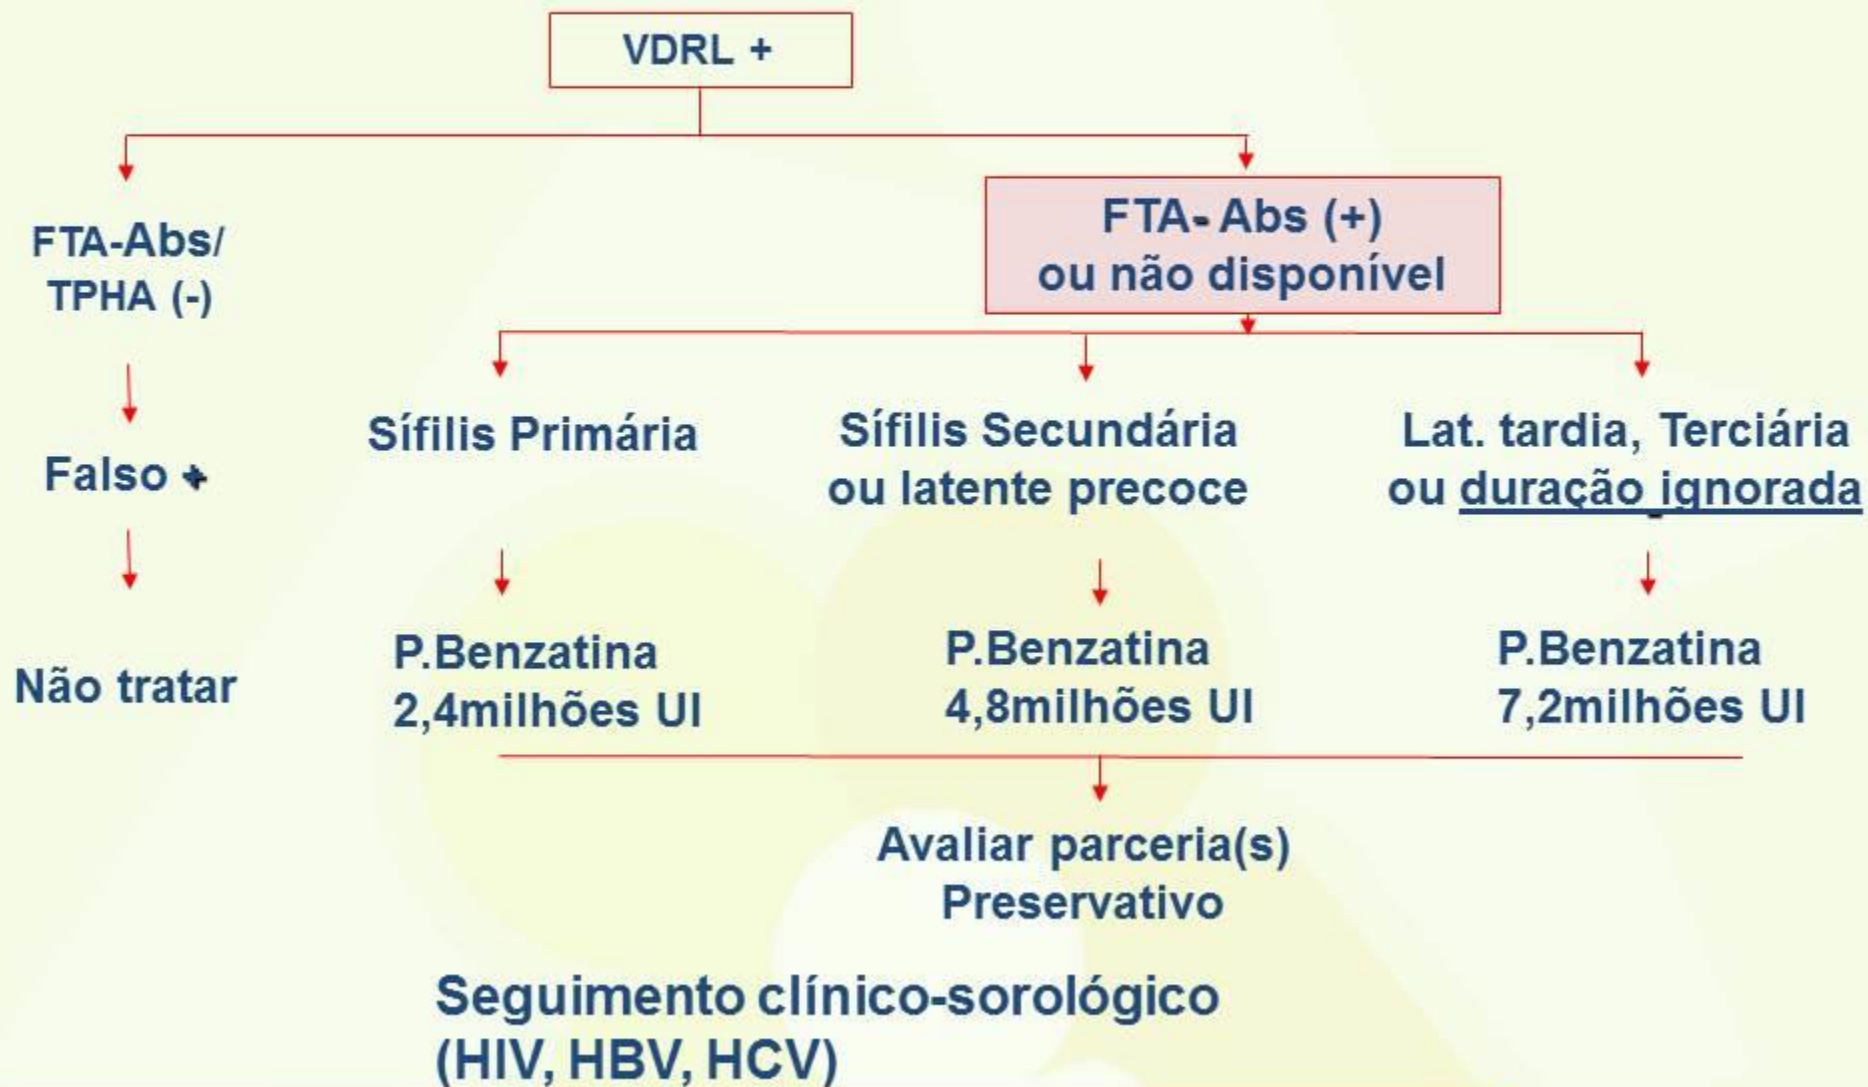 VDRL +
FTA-Abs/
TPHA (-)
Falso +
Não tratar
FTA- Abs (+)
ou não disponível
Sífilis Primária
P.Benzatina
2,4milhões UI
Sífilis Secundária
ou latente precoce
P.Benzatina
4,8milhões UI
Lat. tardia, Terciária
ou duração ignorada
P.Benzatina
7,2milhões UI
Avaliar parceria(s)
Preservativo
Seguimento clínico-sorológico
(HIV, HBV, HCV)